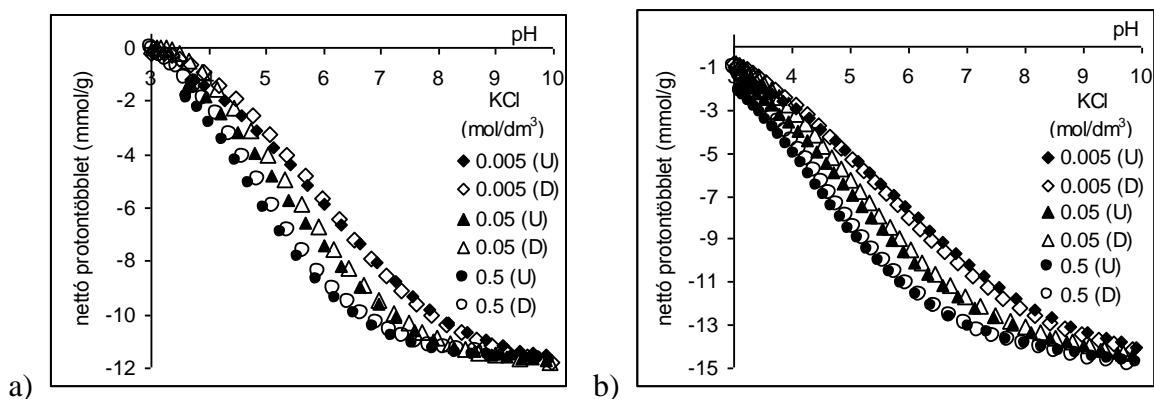 pH
0
3 4 5 6 7 8 9 10
-2
-4
-6
-8
-10
-12
nettó protontöbblet (mmol/g)
KCl
(mol/dm³)
0.005 (U)
0.005 (D)
0.05 (U)
0.05 (D)
0.5 (U)
0.5 (D)
a)
pH
3 4 5 6 7 8 9 10
-1
-3
-5
-7
-9
-11
-13
-15
nettó protontöbblet (mmol/g)
KCl
(mol/dm³)
0.005 (U)
0.005 (D)
0.05 (U)
0.05 (D)
0.5 (U)
0.5 (D)
b)